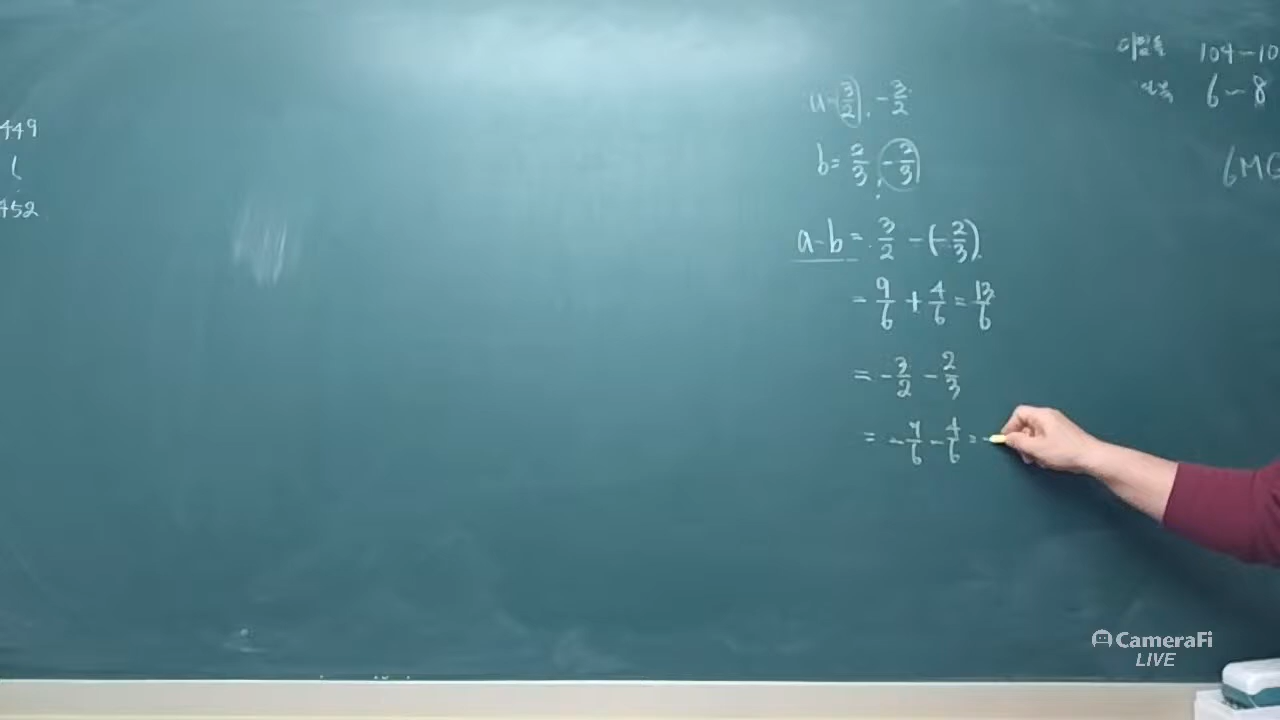 449
452
a=3/2, -3/2
b=2/3, -2/3
a-b=3/2-(-2/3)
=9/6+4/6=13/6
=-3/2-2/3
=-9/6-4/6=-
104-10
6-8
6MG
CameraFi
LIVE